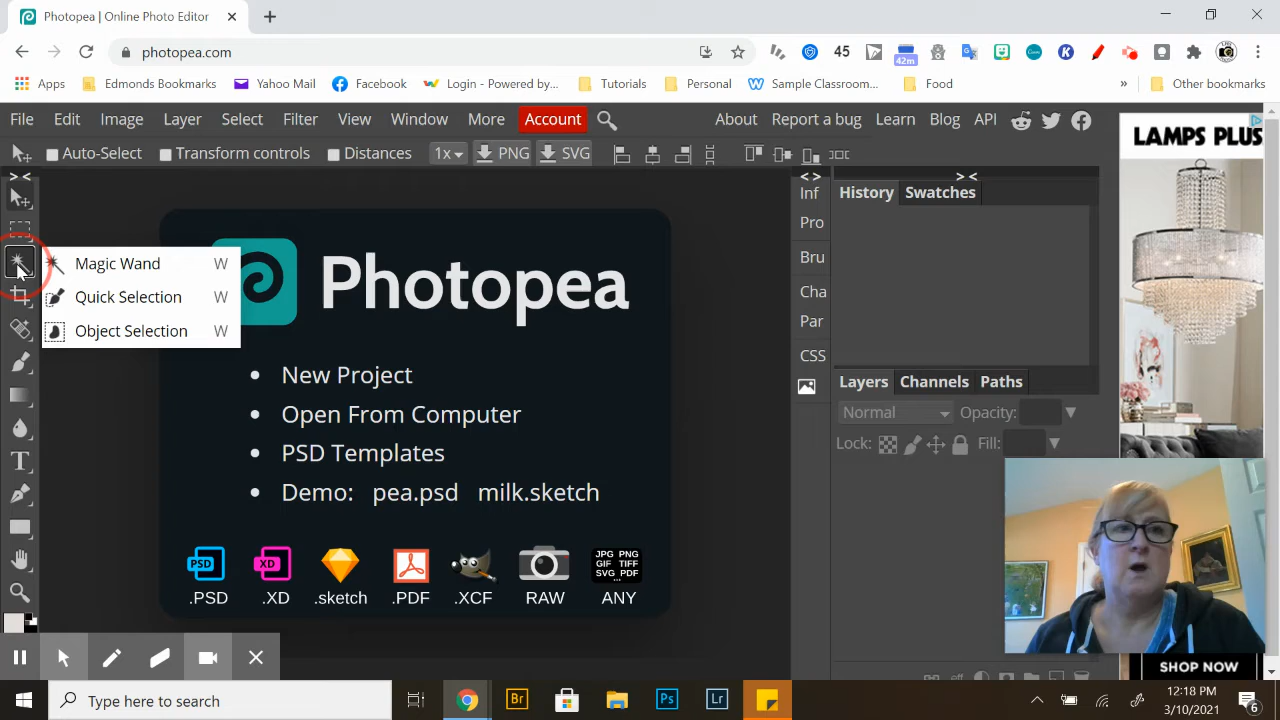 Photopea | Online Photo Editor
photopea.com
45
42m
Apps Edmonds Bookmarks Yahoo Mail Facebook Login - Powered by... Tutorials Personal Sample Classroom... Food » Other bookmarks
File Edit Image Layer Select Filter View Window More Account About Report a bug Learn Blog API
Auto-Select Transform controls Distances 1x PNG SVG
> < < > > <
Inf
History Swatches
Pro
Bru
Cha
Par
CSS
Magic Wand W
Quick Selection W
Object Selection W
Photopea
• New Project
• Open From Computer
• PSD Templates
• Demo: pea.psd milk.sketch
PSD XD JPG PNG GIF TIFF SVG PDF ...
.PSD .XD .sketch .PDF .XCF RAW ANY
Layers Channels Paths
Normal Opacity:
Lock: Fill:
LAMPS PLUS
SHOP NOW
Type here to search
Br Ps Lr
12:18 PM
3/10/2021
6